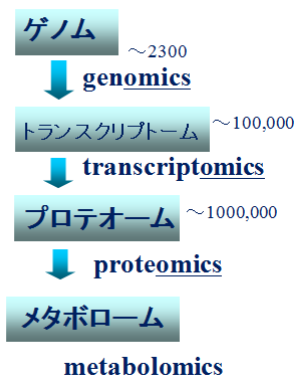 ゲノム
～2300
genomics
トランスクリプトーム
～100,000
transcriptomics
プロテオーム
～1000,000
proteomics
メタボローム
metabolomics